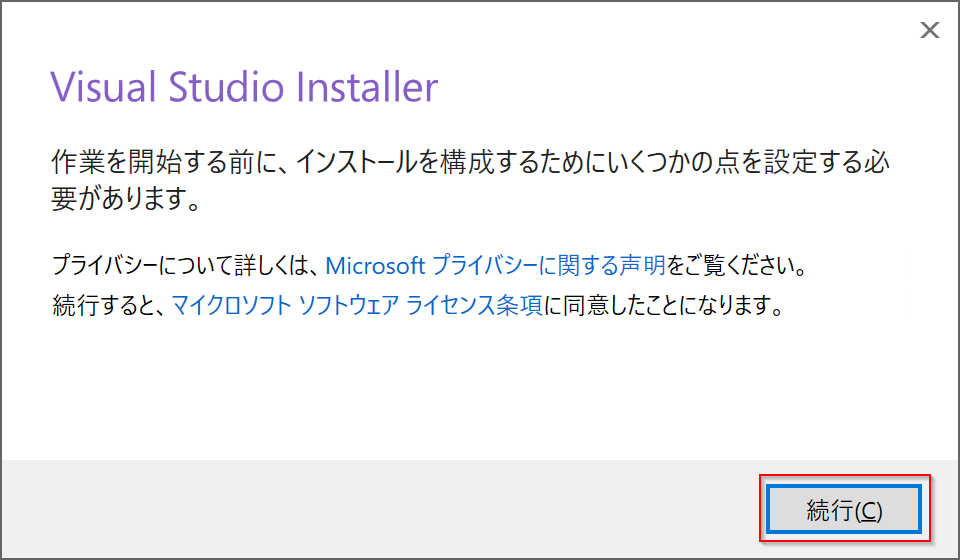 Visual Studio Installer
作業を開始する前に、インストールを構成するためにいくつかの点を設定する必
要があります。
プライバシーについて詳しくは、Microsoft プライバシーに関する声明をご覧ください。
続行すると、マイクロソフト ソフトウェア ライセンス条項に同意したことになります。
続行(C)